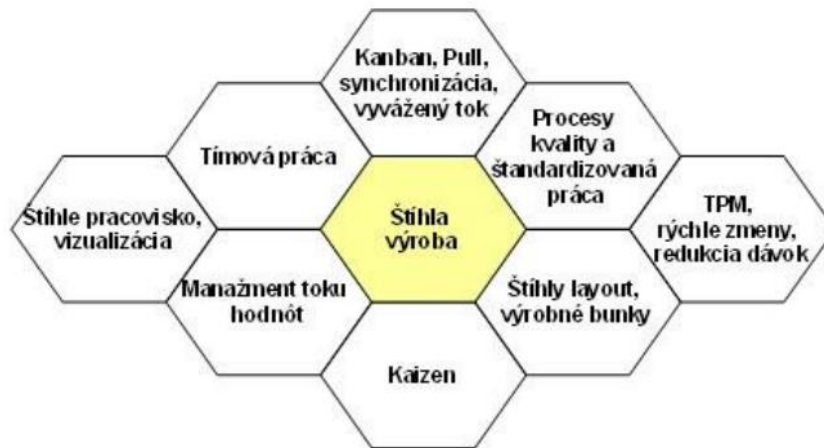 Kanban, Pull,
synchronizácia,
vyvážený tok
Tímová práca
Procesy
kvality a
štandardizovaná
práca
Štíhle pracovisko,
vizualizácia
Štíhla
výroba
TPM,
rýchle zmeny,
redukcia dávok
Manažment toku
hodnôt
Štíhly layout,
výrobné bunky
Kaizen